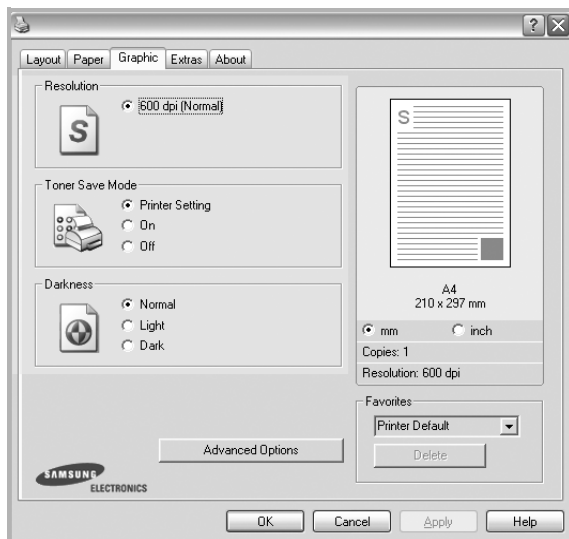 Layout Paper Graphic Extras About
Resolution
S
600 dpi (Normal)
Toner Save Mode
Printer Setting
On
Off
Darkness
Normal
Light
Dark
Advanced Options
SAMSUNG
ELECTRONICS
S
A4
210 x 297 mm
mm inch
Copies: 1
Resolution: 600 dpi
Favorites
Printer Default
Delete
OK Cancel Apply Help